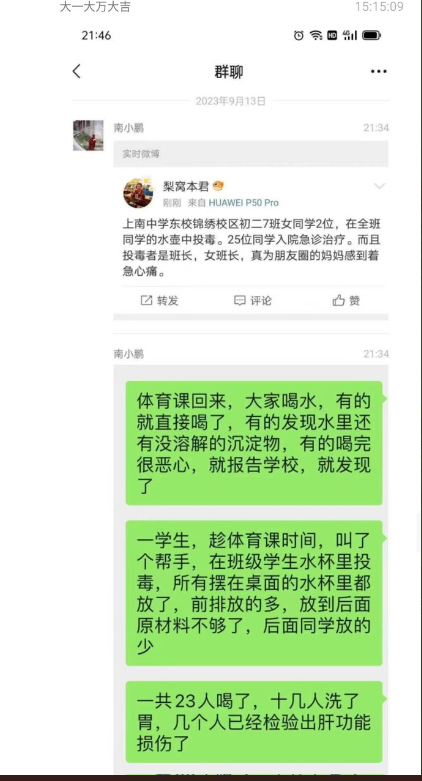 大一大万大吉
15:15:09
21:46
HD 4G
群聊
2023年9月13日
南小鹏
21:34
实时微博
梨窝本君
刚刚 来自 HUAWEI P50 Pro
上南中学东校锦绣校区初二7班女同学2位，在全班
同学的水壶中投毒。25位同学入院急诊治疗。而且
投毒者是班长，女班长，真为朋友圈的妈妈感到着
急心痛。
转发
评论
赞
南小鹏
21:34
体育课回来，大家喝水，有的
就直接喝了，有的发现水里还
有没溶解的沉淀物，有的喝完
很恶心，就报告学校，就发现
了
一学生，趁体育课时间，叫了
个帮手，在班级学生水杯里投
毒，所有摆在桌面的水杯里都
放了，前排放的多，放到后面
原材料不够了，后面同学放的
少
一共23人喝了，十几人洗了
胃，几个人已经检验出肝功能
损伤了